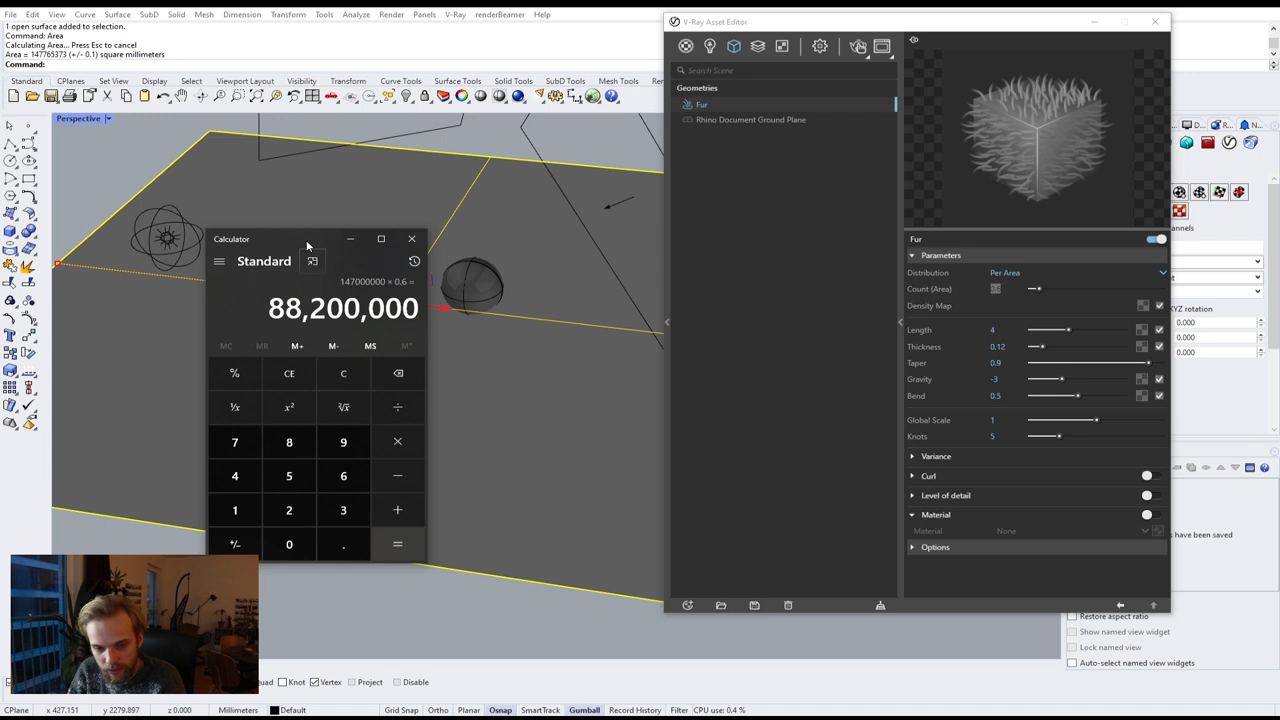 File Edit View Curve Surface SubD Solid Mesh Dimension Transform Tools Analyze Render Panels V-Ray renderBeamer Help
1 open surface added to selection.
Command: Area
Calculating Area... Press Esc to cancel
Area = 147765373 (+/- 0.1) square millimeters
Command:
Standard CPlanes Set View Display Select Viewport Layout Visibility Transform Curve Tools Surface Tools Solid Tools SubD Tools Mesh Tools
Perspective
Calculator
Standard
147000000 × 0.6 =
88,200,000
MC MR M+ M- MS
% CE C
7 8 9
4 5 6
1 2 3 +
+/- 0 . =
V-Ray Asset Editor
Search Scene
Geometries
Fur
Rhino Document Ground Plane
Fur
Parameters
Distribution Per Area
Count (Area)
Density Map
Length 4
Thickness 0.12
Taper 0.9
Gravity -3
Bend 0.5
Global Scale 1
Knots 5
Variance
Curl
Level of detail
Material
Material None
Options
D... R... N...
annels
XYZ rotation
0.000
0.000
0.000
s have been saved
Restore aspect ratio
Show named view widget
Lock named view
Auto-select named view widgets
uad Knot Vertex Project Disable
CPlane x 427.151 y 2279.897 z 0.000 Millimeters Default Grid Snap Ortho Planar Osnap SmartTrack Gumball Record History Filter CPU use: 0.4 %